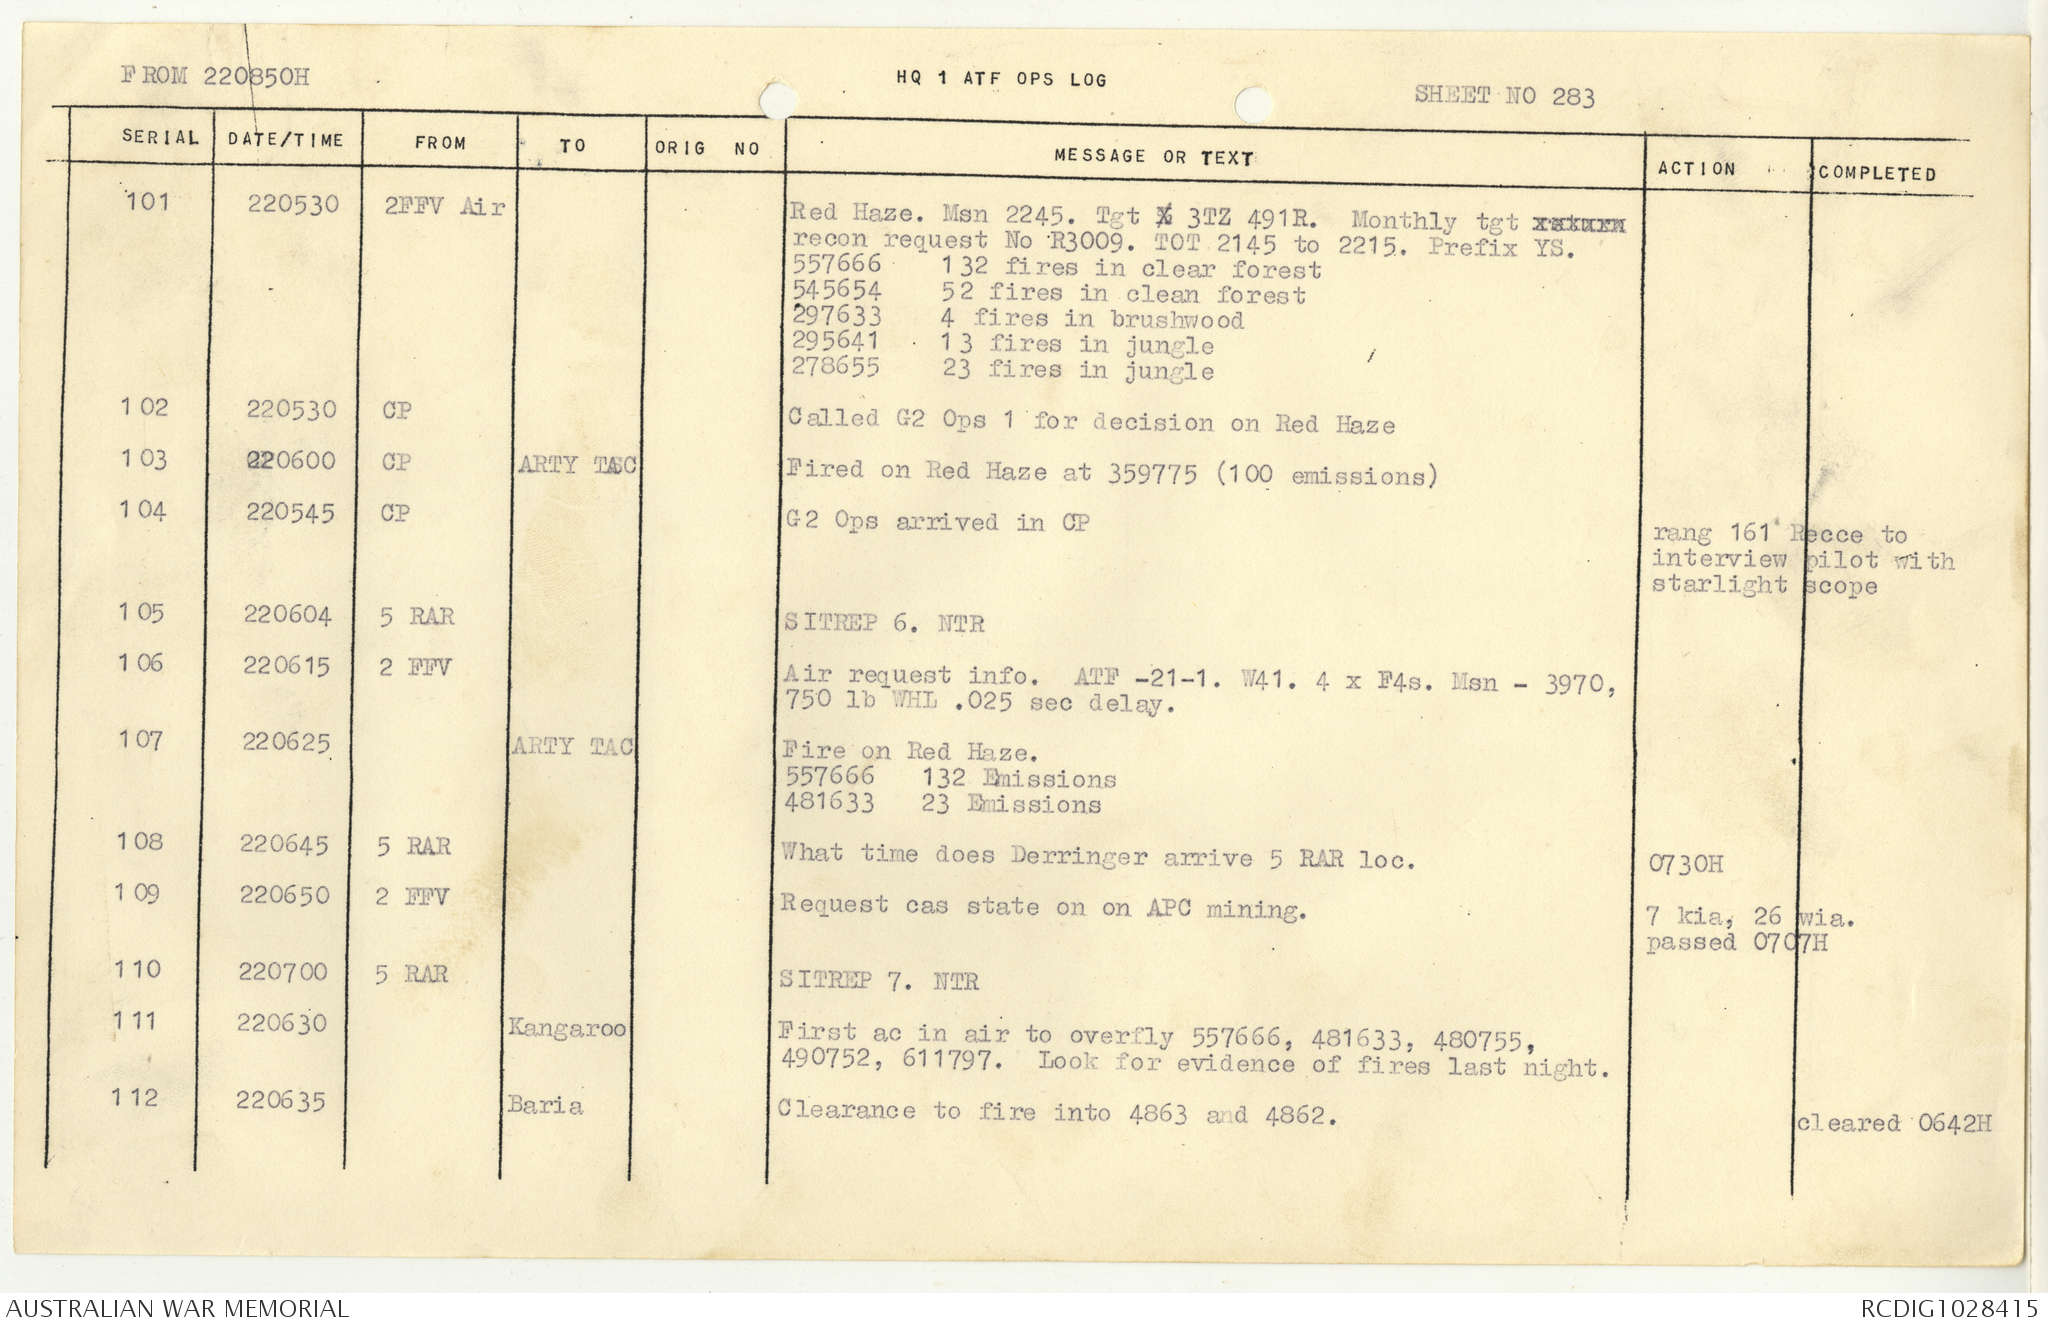 FROM 220850H
HQ 1 ATF OPS LOG
SHEET NO 283
SERIAL DATE/TIME FROM TO ORIG NO MESSAGE OR TEXT ACTION COMPLETED
101 220530 2FFV Air Red Haze. Msn 2245. Tgt 3TZ 491R. Monthly tgt
recon request No R3009. TOT 2145 to 2215. Prefix YS.
557666 132 fires in clear forest
545654 52 fires in clean forest
297633 4 fires in brushwood
295641 13 fires in jungle
278655 23 fires in jungle
102 220530 CP Called G2 Ops 1 for decision on Red Haze
103 220600 CP ARTY TAC Fired on Red Haze at 359775 (100 emissions)
104 220545 CP G2 Ops arrived in CP rang 161 Recce to
interview pilot with
starlight scope
105 220604 5 RAR SITREP 6. NTR
106 220615 2 FFV Air request info. ATF -21-1. W41. 4 x F4s. Msn - 3970,
750 lb WHL .025 sec delay.
107 220625 ARTY TAC Fire on Red Haze.
557666 132 Emissions
481633 23 Emissions
108 220645 5 RAR What time does Derringer arrive 5 RAR loc. 0730H
109 220650 2 FFV Request cas state on on APC mining. 7 kia, 26 wia.
passed 0707H
110 220700 5 RAR SITREP 7. NTR
111 220630 Kangaroo First ac in air to overfly 557666, 481633, 480755,
490752, 611797. Look for evidence of fires last night.
112 220635 Baria Clearance to fire into 4863 and 4862. cleared 0642H
AUSTRALIAN WAR MEMORIAL
RCDIG1028415